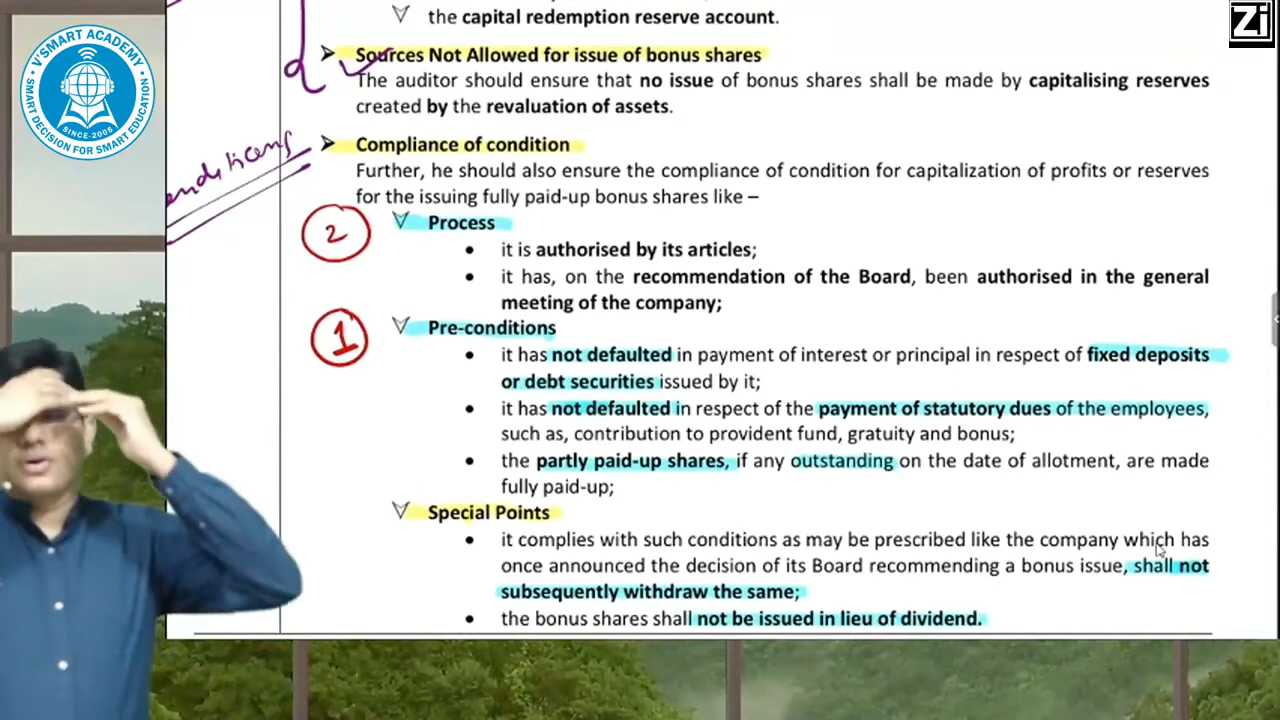 the capital redemption reserve account.
Sources Not Allowed for issue of bonus shares
The auditor should ensure that no issue of bonus shares shall be made by capitalising reserves
created by the revaluation of assets.
Compliance of condition
Further, he should also ensure the compliance of condition for capitalization of profits or reserves
for the issuing fully paid-up bonus shares like –
Process
• it is authorised by its articles;
• it has, on the recommendation of the Board, been authorised in the general
meeting of the company;
Pre-conditions
• it has not defaulted in payment of interest or principal in respect of fixed deposits
or debt securities issued by it;
• it has not defaulted in respect of the payment of statutory dues of the employees,
such as, contribution to provident fund, gratuity and bonus;
• the partly paid-up shares, if any outstanding on the date of allotment, are made
fully paid-up;
Special Points
• it complies with such conditions as may be prescribed like the company which has
once announced the decision of its Board recommending a bonus issue, shall not
subsequently withdraw the same;
• the bonus shares shall not be issued in lieu of dividend.
2
1
V'SMART ACADEMY
SMART DECISION FOR SMART EDUCATION
SINCE-2005
Zi